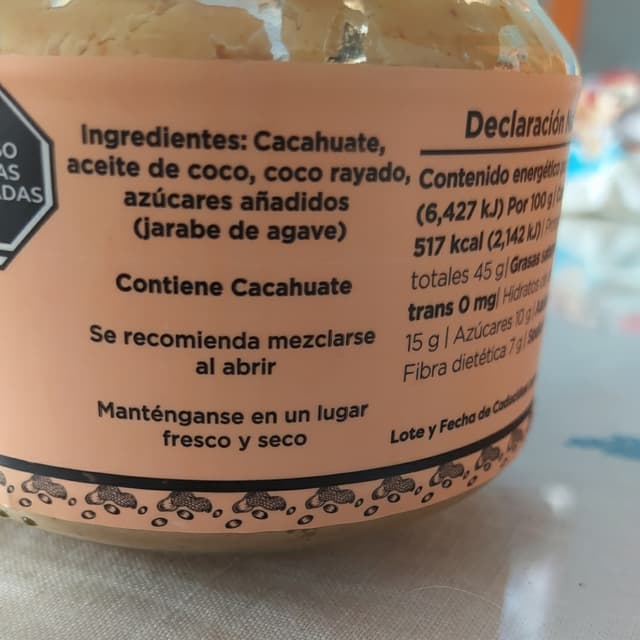 Ingredientes: Cacahuate,
aceite de coco, coco rayado,
azúcares añadidos
(jarabe de agave)
Contiene Cacahuate
Se recomienda mezclarse
al abrir
Manténganse en un lugar
fresco y seco
Declaración
Contenido energético
(6,427 kJ) Por 100 g|
517 kcal (2,142 kJ)|
totales 45 g|Grasas
trans 0 mg| Hidratos
15 g | Azúcares 10 g|
Fibra dietética 7 g|
Lote y Fecha de